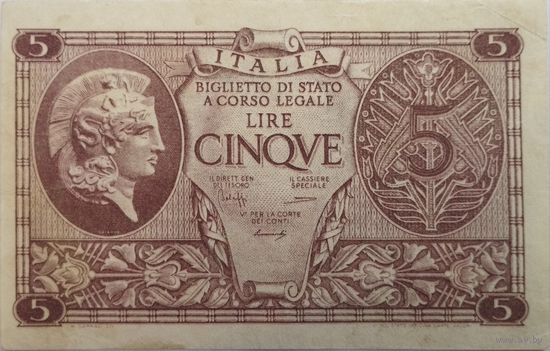 5
5
ITALIA
BIGLIETTO DI STATO
A CORSO LEGALE
LIRE
CINQVE
5
IL DIRETT. GEN.
DEL TESORO
IL CASSIERE
SPECIALE
Vº PER LA CORTE
DEI CONTI
5
5